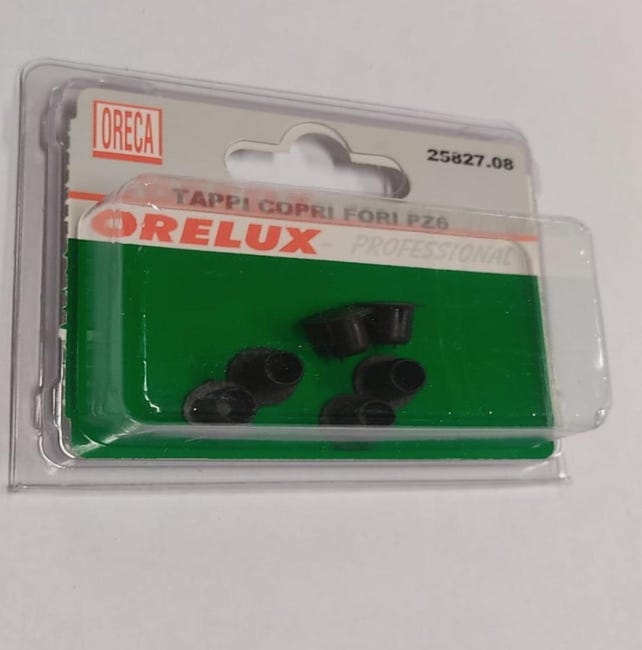 ORECA
25827.08
TAPPI COPRI FORI PZ6
ORELUX - PROFESSIONAL